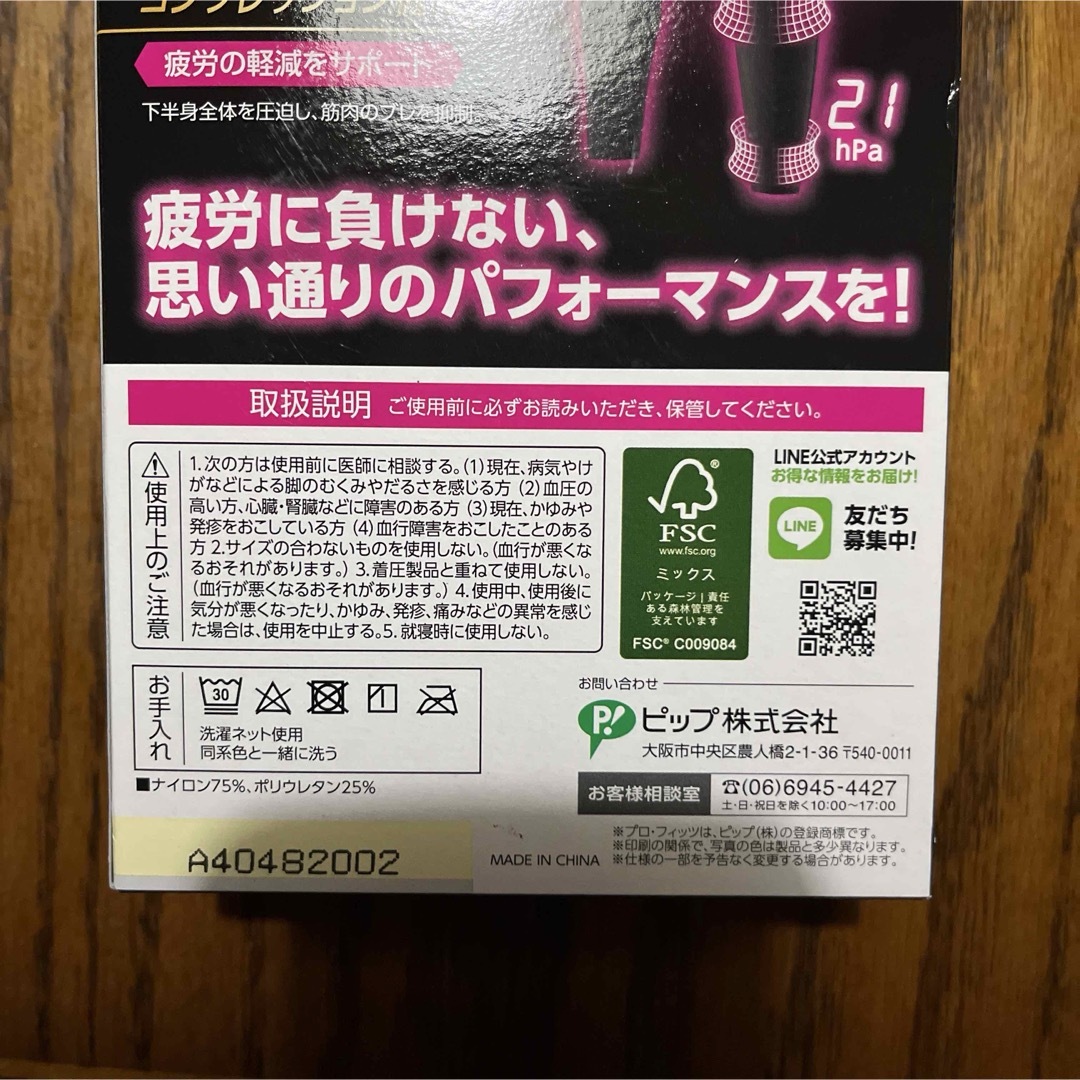 疲労の軽減をサポート
下半身全体を圧迫し、筋肉のブレを抑制。
21
hPa
疲労に負けない、
思い通りのパフォーマンスを!
取扱説明 ご使用前に必ずお読みいただき、保管してください。
使用上のご注意
1.次の方は使用前に医師に相談する。(1)現在、病気やけ
がなどによる脚のむくみやだるさを感じる方 (2)血圧の
高い方、心臓・腎臓などに障害のある方 (3)現在、かゆみや
発疹をおこしている方 (4)血行障害をおこしたことのある
方 2.サイズの合わないものを使用しない。(血行が悪くな
るおそれがあります。) 3.着圧製品と重ねて使用しない。
(血行が悪くなるおそれがあります。) 4.使用中、使用後に
気分が悪くなったり、かゆみ、発疹、痛みなどの異常を感じ
た場合は、使用を中止する。5.就寝時に使用しない。
®
FSC
www.fsc.org
ミックス
パッケージ|責任
ある森林管理を
支えています
FSC® C009084
LINE公式アカウント
お得な情報をお届け!
LINE
友だち
募集中!
お手入れ
30
洗濯ネット使用
同系色と一緒に洗う
■ナイロン75%、ポリウレタン25%
お問い合わせ
P! ピップ株式会社
大阪市中央区農人橋2-1-36 〒540-0011
お客様相談室
☎(06)6945-4427
土・日・祝日を除く10:00〜17:00
※プロ・フィッツは、ピップ(株)の登録商標です。
※印刷の関係で、写真の色は製品と多少異なります。
※仕様の一部を予告なく変更する場合があります。
MADE IN CHINA
A40482002